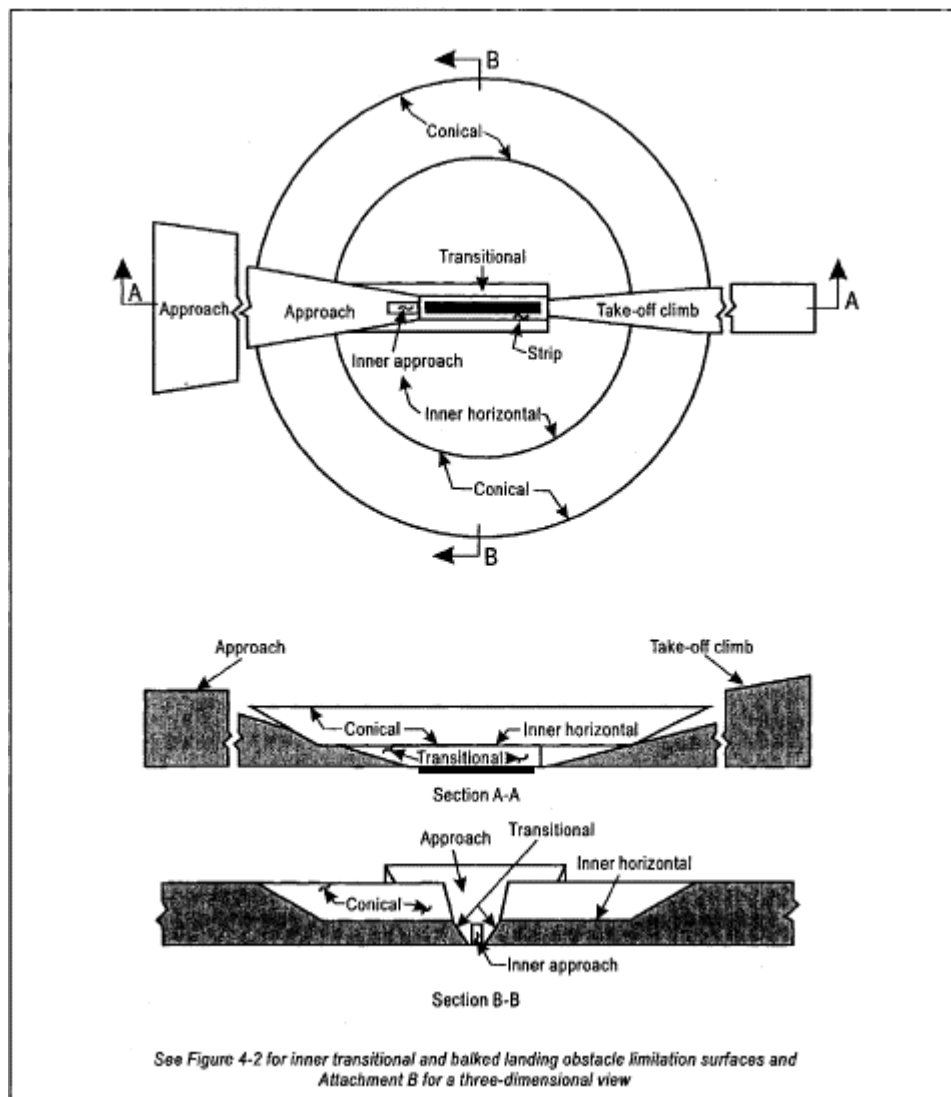 B
Conical
Transitional
A
Approach
Approach
Take-off climb
A
Inner approach
Strip
Inner horizontal
Conical
B
Approach
Take-off climb
Conical
Inner horizontal
Transitional
Section A-A
Approach
Transitional
Inner horizontal
Conical
Inner approach
Section B-B
See Figure 4-2 for inner transitional and balked landing obstacle limitation surfaces and
Attachment B for a three-dimensional view